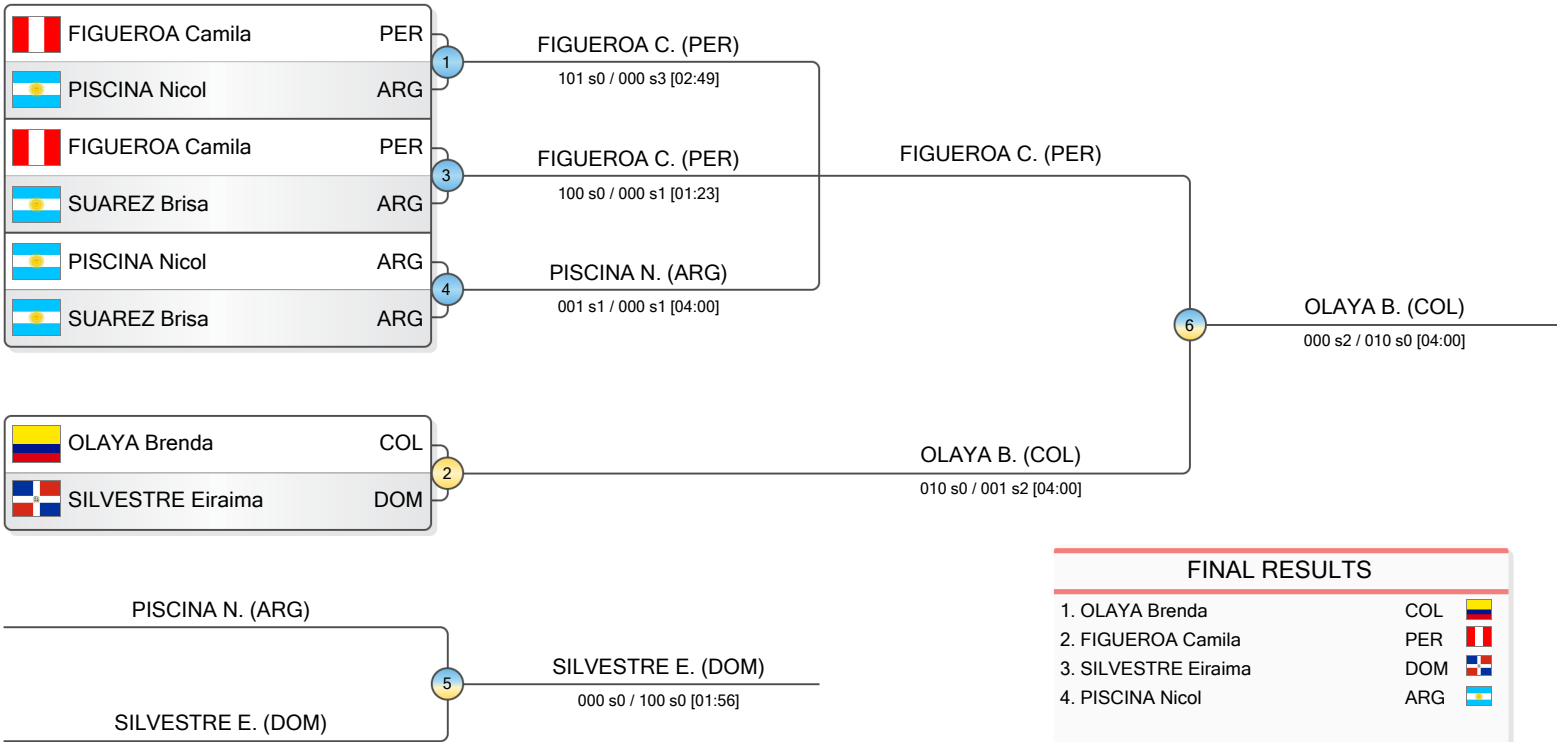 FIGUEROA Camila PER
1
PISCINA Nicol ARG
FIGUEROA C. (PER)
101 s0 / 000 s3 [02:49]
FIGUEROA Camila PER
3
SUAREZ Brisa ARG
FIGUEROA C. (PER)
100 s0 / 000 s1 [01:23]
PISCINA Nicol ARG
4
SUAREZ Brisa ARG
PISCINA N. (ARG)
001 s1 / 000 s1 [04:00]
FIGUEROA C. (PER)
6
OLAYA B. (COL)
000 s2 / 010 s0 [04:00]
OLAYA Brenda COL
2
SILVESTRE Eiraima DOM
OLAYA B. (COL)
010 s0 / 001 s2 [04:00]
PISCINA N. (ARG)
5
SILVESTRE E. (DOM)
SILVESTRE E. (DOM)
000 s0 / 100 s0 [01:56]
FINAL RESULTS
1. OLAYA Brenda COL
2. FIGUEROA Camila PER
3. SILVESTRE Eiraima DOM
4. PISCINA Nicol ARG